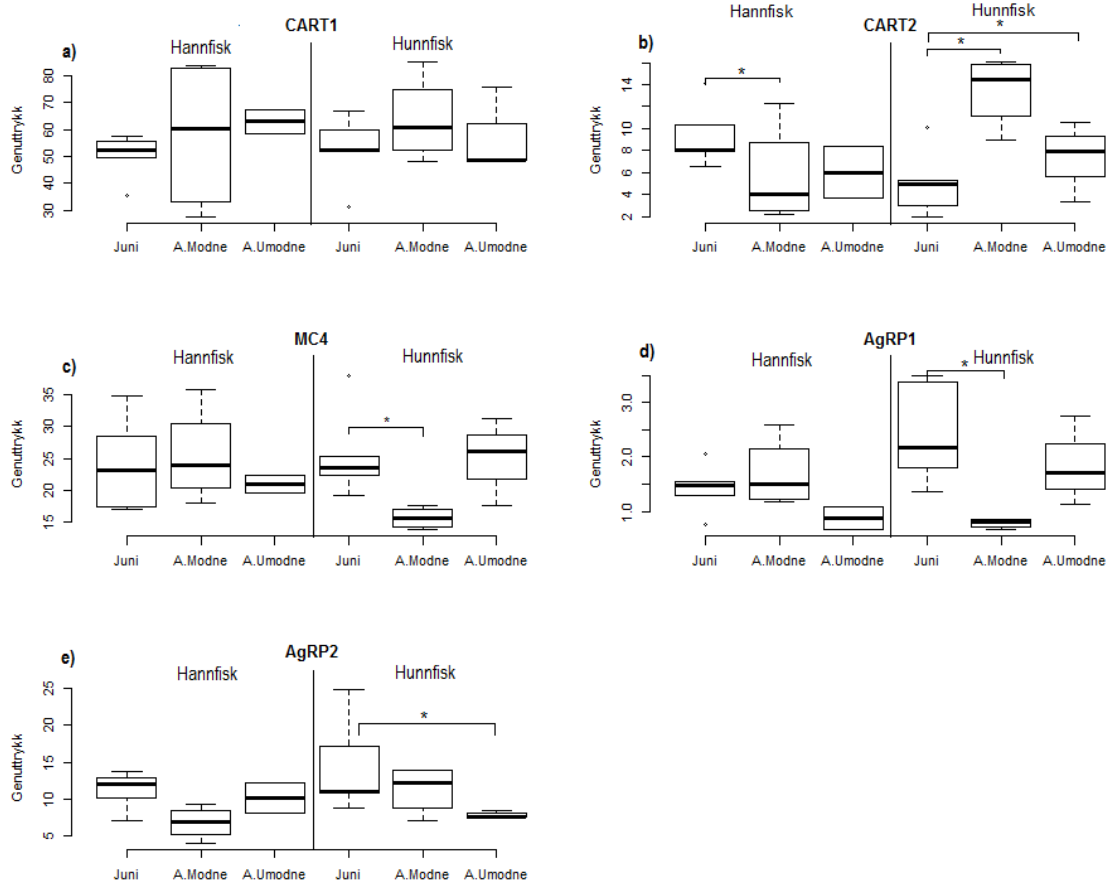 a)
CART1
Hannfisk
Hunnfisk
Genuttrykk
80
70
60
50
40
30
Juni
A.Modne
A.Umodne
Juni
A.Modne
A.Umodne
b)
Hannfisk
CART2
Hunnfisk
*
*
*
Genuttrykk
14
10
8
6
4
2
Juni
A.Modne
A.Umodne
Juni
A.Modne
A.Umodne
c)
MC4
Hannfisk
Hunnfisk
*
Genuttrykk
35
30
25
20
15
Juni
A.Modne
A.Umodne
Juni
A.Modne
A.Umodne
d)
AgRP1
Hannfisk
Hunnfisk
*
Genuttrykk
3.0
2.0
1.0
Juni
A.Modne
A.Umodne
Juni
A.Modne
A.Umodne
e)
AgRP2
Hannfisk
Hunnfisk
*
Genuttrykk
25
20
15
10
5
Juni
A.Modne
A.Umodne
Juni
A.Modne
A.Umodne